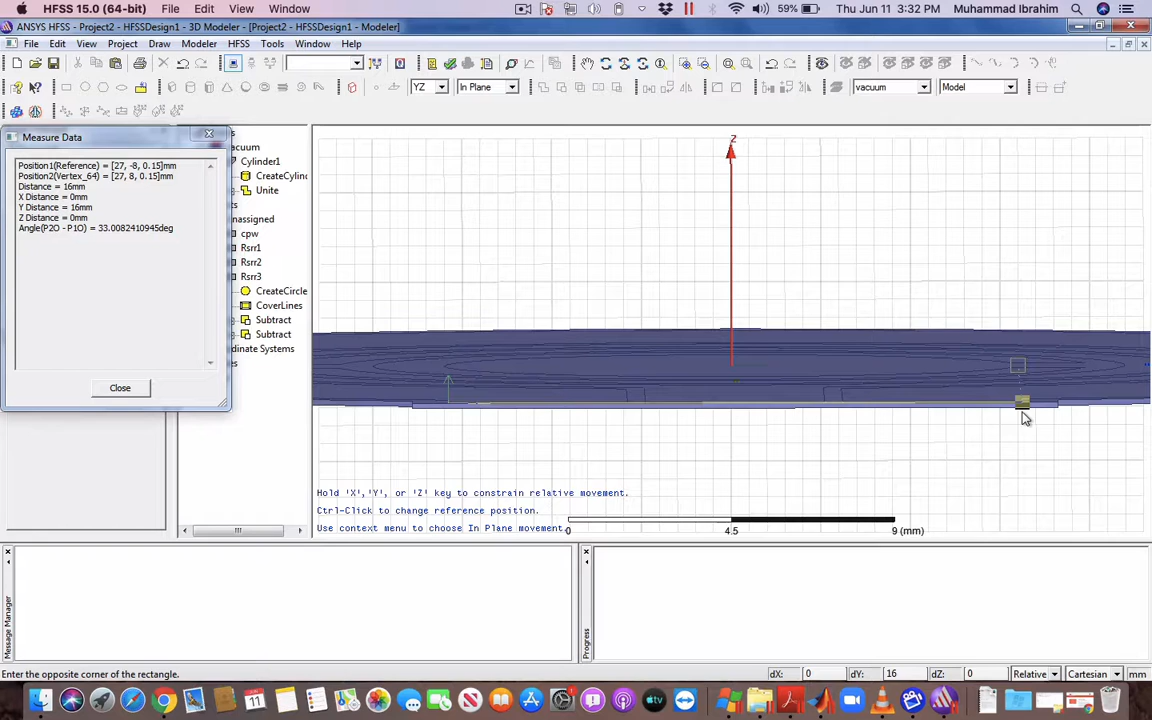 HFSS 15.0 (64-bit) File Edit View Window 59% Thu Jun 11 3:32 PM Muhammad Ibrahim
ANSYS HFSS - Project2 - HFSSDesign1 - 3D Modeler - [Project2 - HFSSDesign1 - Modeler]
File Edit View Project Draw Modeler HFSS Tools Window Help
YZ In Plane vacuum Model
Measure Data
Position1(Reference) = [27, -8, 0.15]mm
Position2(Vertex_64) = [27, 8, 0.15]mm
Distance = 16mm
X Distance = 0mm
Y Distance = 16mm
Z Distance = 0mm
Angle(P2O - P1O) = 33.0082410945deg
Close
acuum
Cylinder1
CreateCylin
Unite
nassigned
cpw
Rsrr1
Rsrr2
Rsrr3
CreateCircle
CoverLines
Subtract
Subtract
ordinate Systems
Z
Hold 'X','Y', or 'Z' key to constrain relative movement.
Ctrl-Click to change reference position.
Use context menu to choose In Plane movement.
0 4.5 9 (mm)
Message Manager
Progress
Enter the opposite corner of the rectangle. dX: 0 dY: 16 dZ: 0 Relative Cartesian mm
11